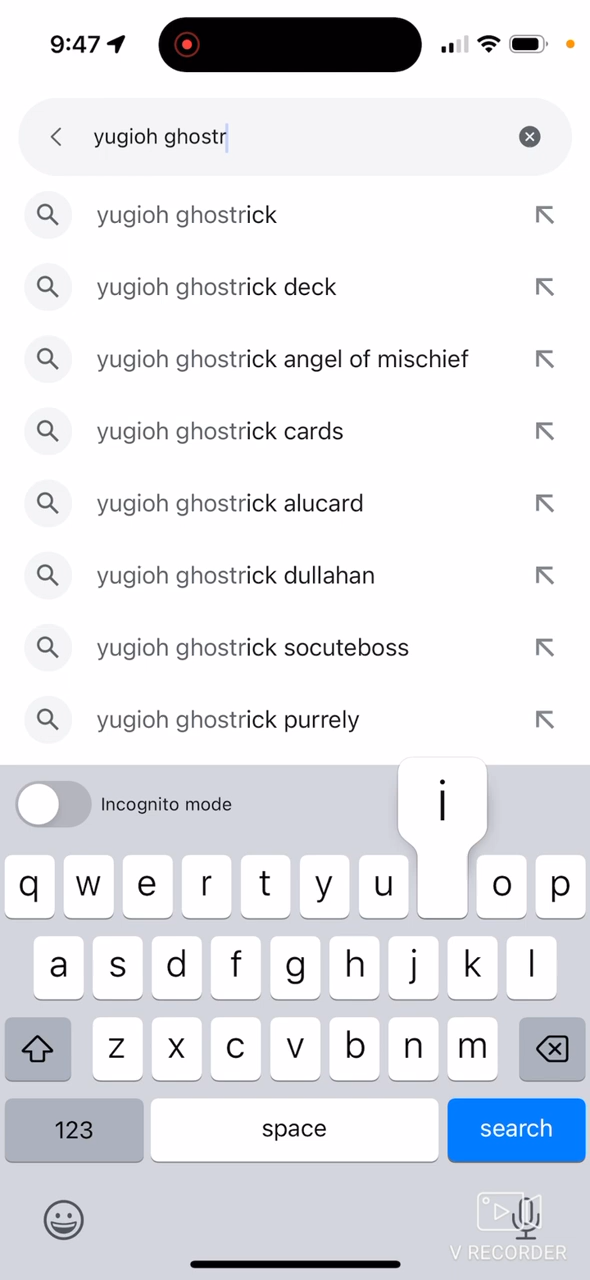 9:47
yugioh ghostr
yugioh ghostrick
yugioh ghostrick deck
yugioh ghostrick angel of mischief
yugioh ghostrick cards
yugioh ghostrick alucard
yugioh ghostrick dullahan
yugioh ghostrick socuteboss
yugioh ghostrick purrely
Incognito mode
i
q w e r t y u o p
a s d f g h j k l
z x c v b n m
123 space search
V RECORDER